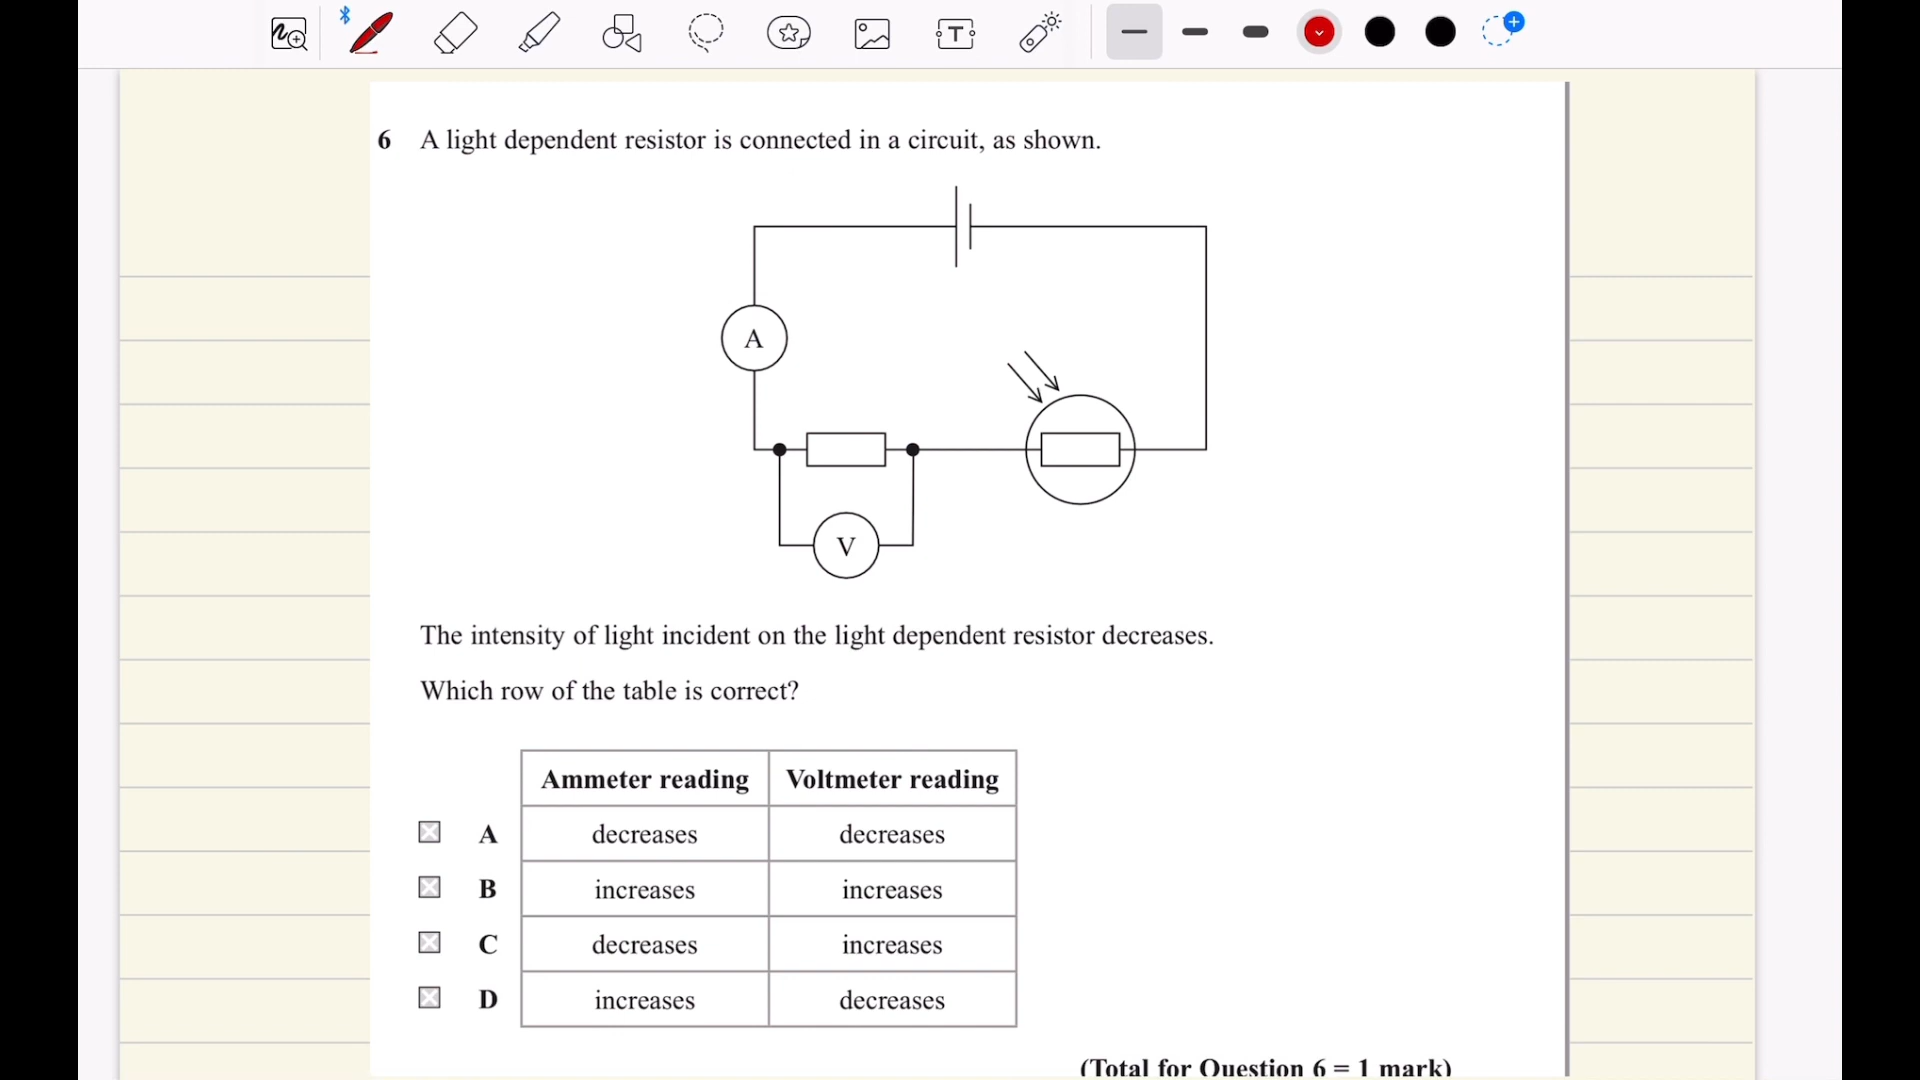 T
6 A light dependent resistor is connected in a circuit, as shown.
A
V
The intensity of light incident on the light dependent resistor decreases.
Which row of the table is correct?
Ammeter reading Voltmeter reading
A decreases decreases
B increases increases
C decreases increases
D increases decreases
(Total for Question 6 = 1 mark)